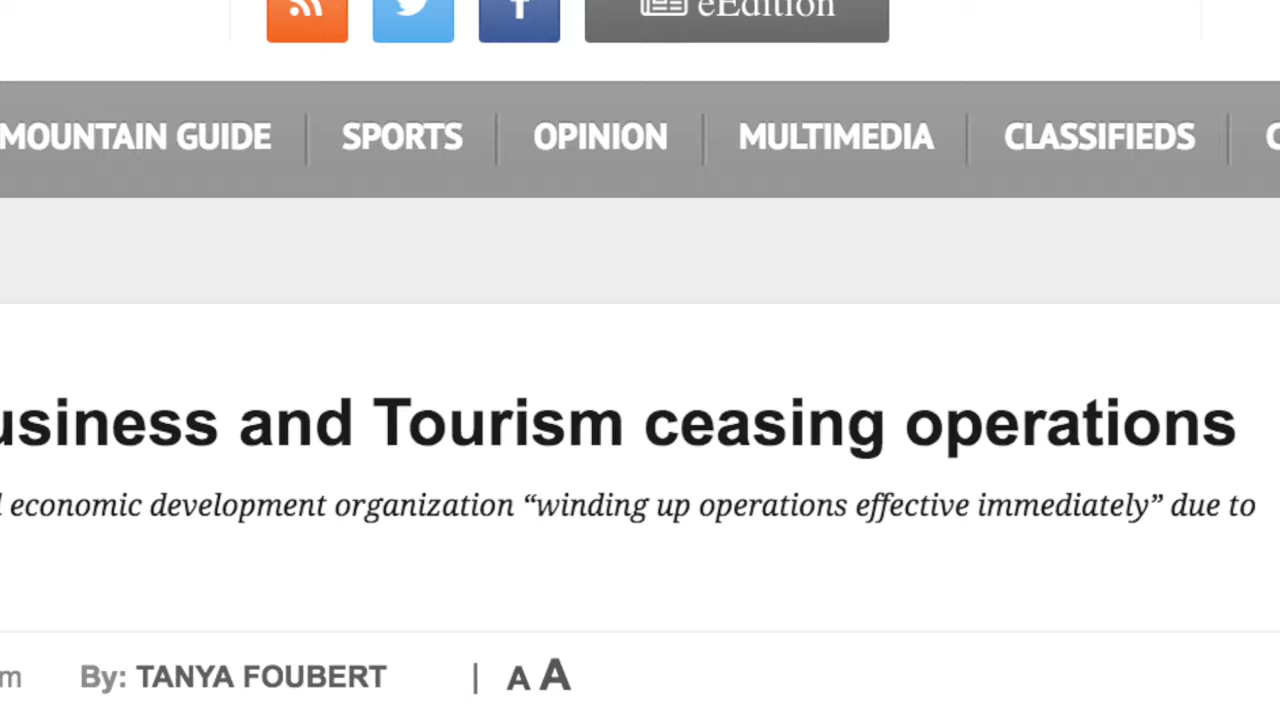 eEdition
MOUNTAIN GUIDE SPORTS OPINION MULTIMEDIA CLASSIFIEDS
and Tourism ceasing operations
economic development organization “winding up operations effective immediately” due to
By: TANYA FOUBERT | A A